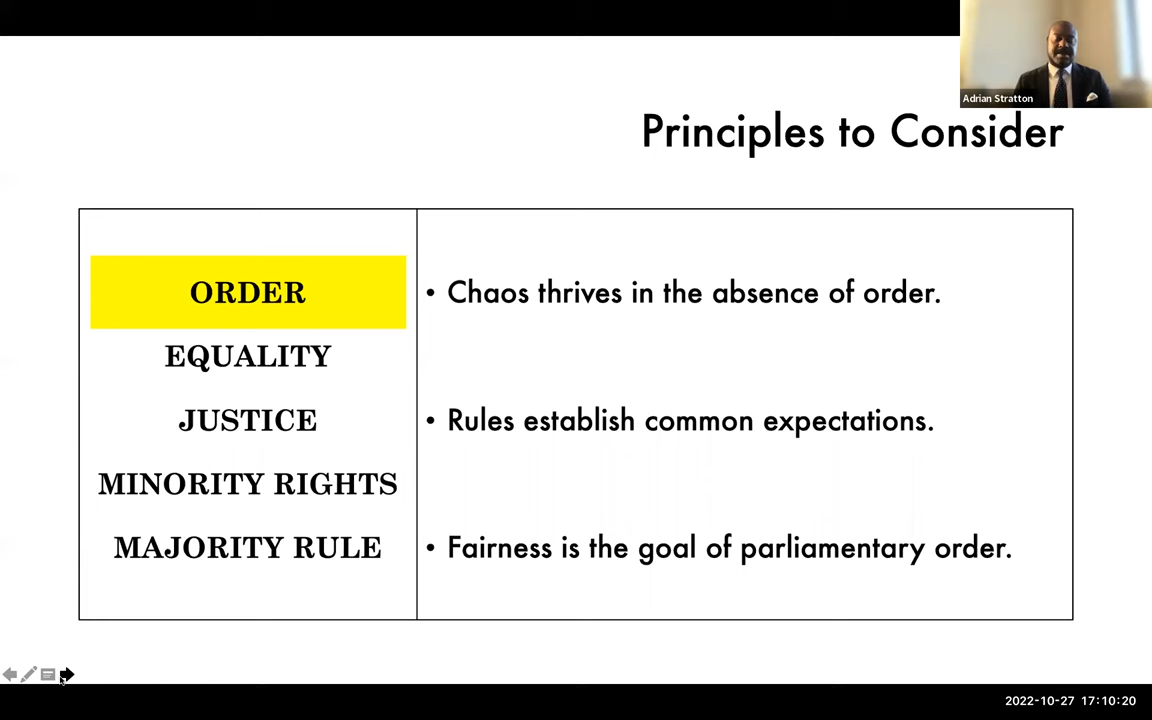 Adrian Stratton
Principles to Consider
ORDER
EQUALITY
JUSTICE
MINORITY RIGHTS
MAJORITY RULE
• Chaos thrives in the absence of order.
• Rules establish common expectations.
• Fairness is the goal of parliamentary order.
2022-10-27 17:10:20